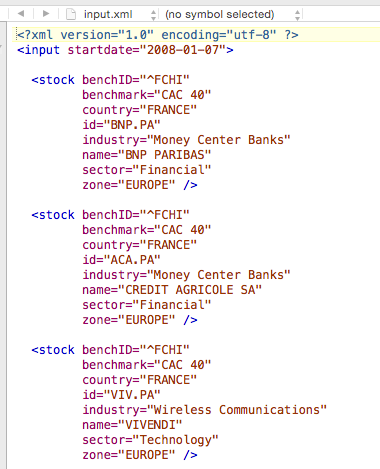 input.xml (no symbol selected)
<?xml version="1.0" encoding="utf-8" ?>
<input startdate="2008-01-07">
<stock benchID="^FCHI"
benchmark="CAC 40"
country="FRANCE"
id="BNP.PA"
industry="Money Center Banks"
name="BNP PARIBAS"
sector="Financial"
zone="EUROPE" />
<stock benchID="^FCHI"
benchmark="CAC 40"
country="FRANCE"
id="ACA.PA"
industry="Money Center Banks"
name="CREDIT AGRICOLE SA"
sector="Financial"
zone="EUROPE" />
<stock benchID="^FCHI"
benchmark="CAC 40"
country="FRANCE"
id="VIV.PA"
industry="Wireless Communications"
name="VIVENDI"
sector="Technology"
zone="EUROPE" />